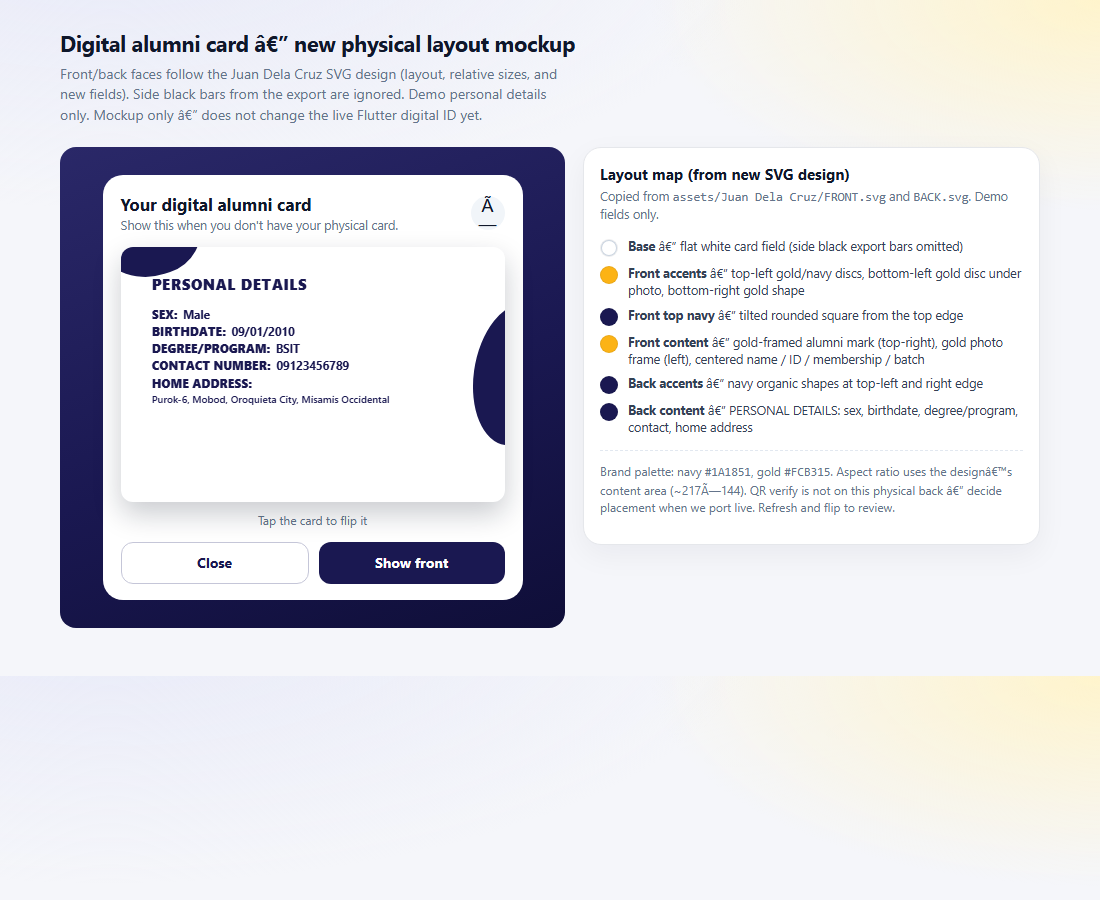 Digital alumni card â€” new physical layout mockup
Front/back faces follow the Juan Dela Cruz SVG design (layout, relative sizes, and
new fields). Side black bars from the export are ignored. Demo personal details
only. Mockup only â€” does not change the live Flutter digital ID yet.
Your digital alumni card
Ã—
Show this when you don't have your physical card.
PERSONAL DETAILS
SEX: Male
BIRTHDATE: 09/01/2010
DEGREE/PROGRAM: BSIT
CONTACT NUMBER: 09123456789
HOME ADDRESS:
Purok-6, Mobod, Oroquieta City, Misamis Occidental
Tap the card to flip it
Close
Show front
Layout map (from new SVG design)
Copied from assets/Juan Dela Cruz/FRONT.svg and BACK.svg. Demo
fields only.
Base â€” flat white card field (side black export bars omitted)
Front accents â€” top-left gold/navy discs, bottom-left gold disc under
photo, bottom-right gold shape
Front top navy â€” tilted rounded square from the top edge
Front content â€” gold-framed alumni mark (top-right), gold photo
frame (left), centered name / ID / membership / batch
Back accents â€” navy organic shapes at top-left and right edge
Back content â€” PERSONAL DETAILS: sex, birthdate, degree/program,
contact, home address
Brand palette: navy #1A1851, gold #FCB315. Aspect ratio uses the designâ€™s
content area (~217Ã—144). QR verify is not on this physical back â€” decide
placement when we port live. Refresh and flip to review.